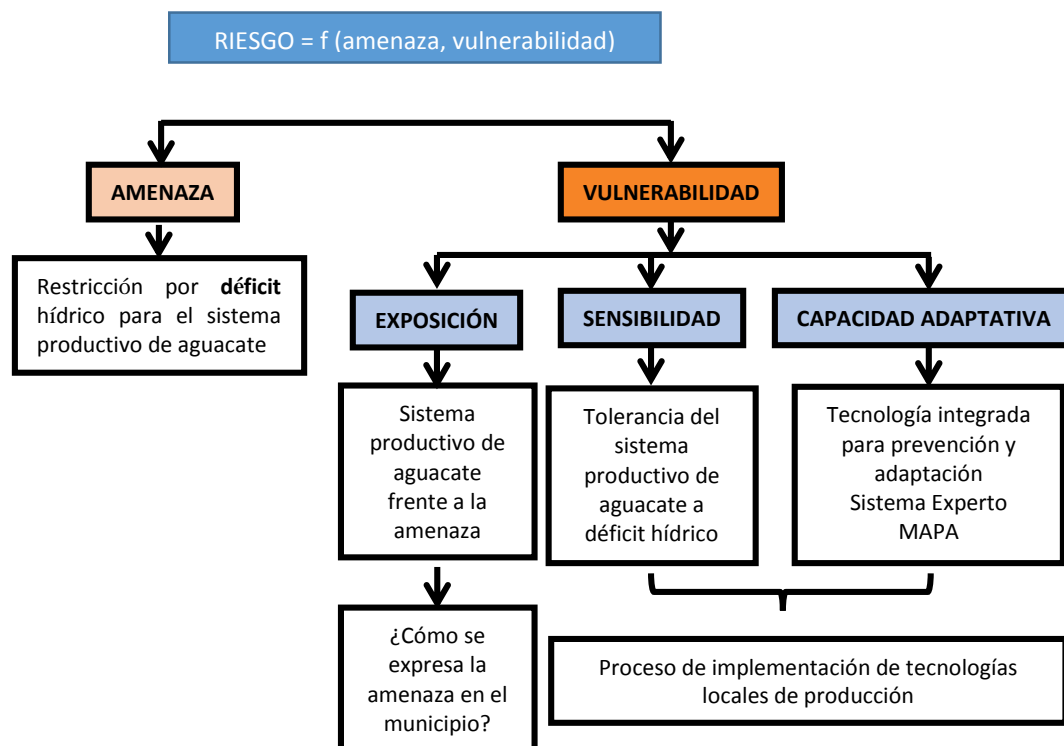 RIESGO = f (amenaza, vulnerabilidad)
AMENAZA
VULNERABILIDAD
Restricción por déficit
hídrico para el sistema
productivo de aguacate
EXPOSICIÓN
SENSIBILIDAD
CAPACIDAD ADAPTATIVA
Sistema
productivo de
aguacate
frente a la
amenaza
Tolerancia del
sistema
productivo de
aguacate a
déficit hídrico
Tecnología integrada
para prevención y
adaptación
Sistema Experto
MAPA
¿Cómo se
expresa la
amenaza en el
municipio?
Proceso de implementación de tecnologías
locales de producción